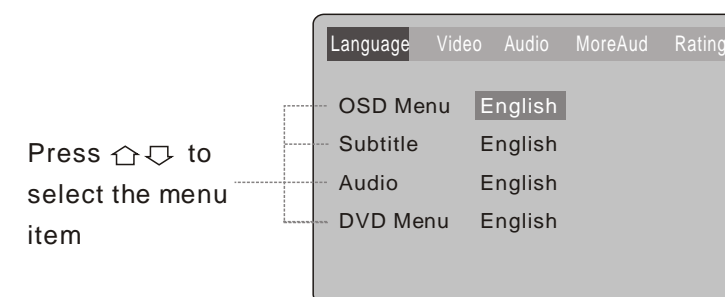 Language Video Audio MoreAud Rating
OSD Menu English
Subtitle English
Audio English
DVD Menu English
Press ⇧⇩ to
select the menu
item